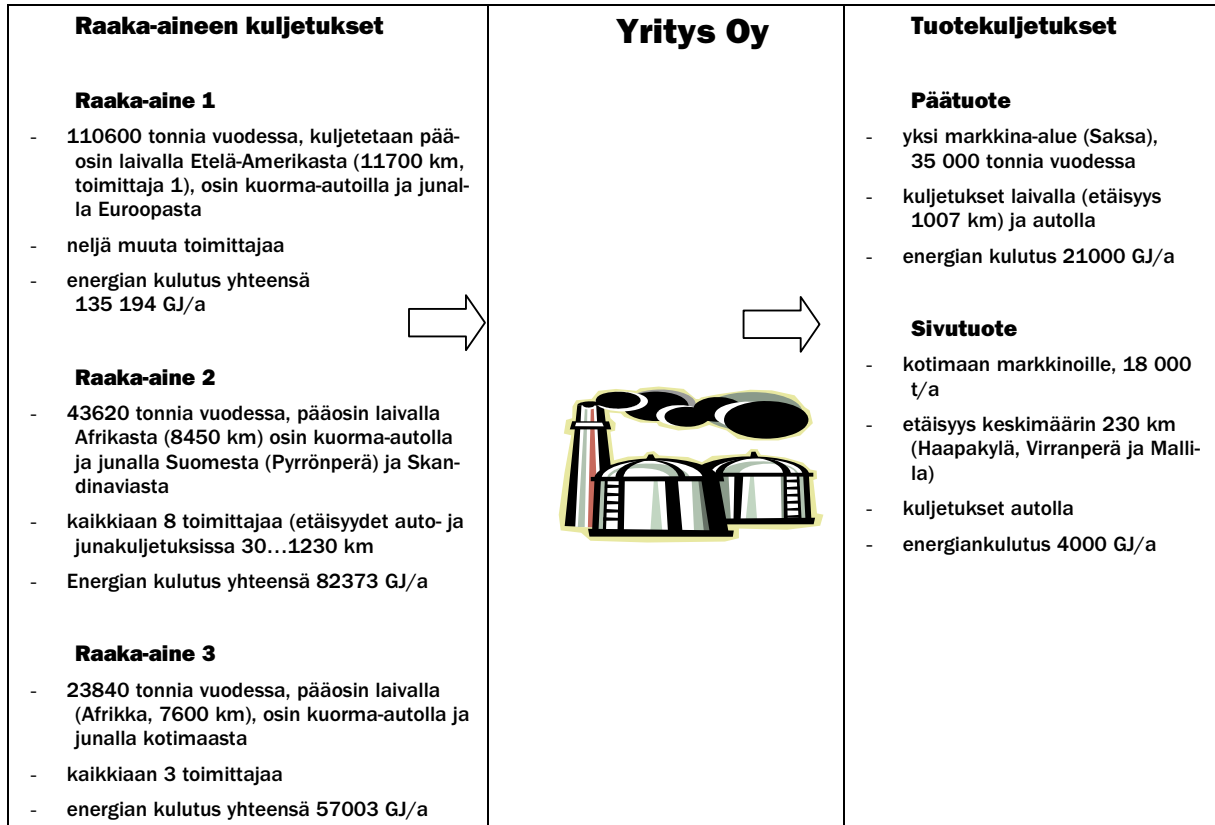 Raaka-aineen kuljetukset
Raaka-aine 1
- 110600 tonnia vuodessa, kuljetetaan pää-
osin laivalla Etelä-Amerikasta (11700 km,
toimittaja 1), osin kuorma-autoilla ja junal-
la Euroopasta
- neljä muuta toimittajaa
- energian kulutus yhteensä
135 194 GJ/a
Raaka-aine 2
- 43620 tonnia vuodessa, pääosin laivalla
Afrikasta (8450 km) osin kuorma-autolla
ja junalla Suomesta (Pyrrönperä) ja Skan-
dinaviasta
- kaikkiaan 8 toimittajaa (etäisyydet auto- ja
junakuljetuksissa 30…1230 km
- Energian kulutus yhteensä 82373 GJ/a
Raaka-aine 3
- 23840 tonnia vuodessa, pääosin laivalla
(Afrikka, 7600 km), osin kuorma-autolla ja
junalla kotimaasta
- kaikkiaan 3 toimittajaa
- energian kulutus yhteensä 57003 GJ/a
Yritys Oy
Tuotekuljetukset
Päätuote
- yksi markkina-alue (Saksa),
35 000 tonnia vuodessa
- kuljetukset laivalla (etäisyys
1007 km) ja autolla
- energian kulutus 21000 GJ/a
Sivutuote
- kotimaan markkinoille, 18 000
t/a
- etäisyys keskimäärin 230 km
(Haapakylä, Virranperä ja Malli-
la)
- kuljetukset autolla
- energiankulutus 4000 GJ/a